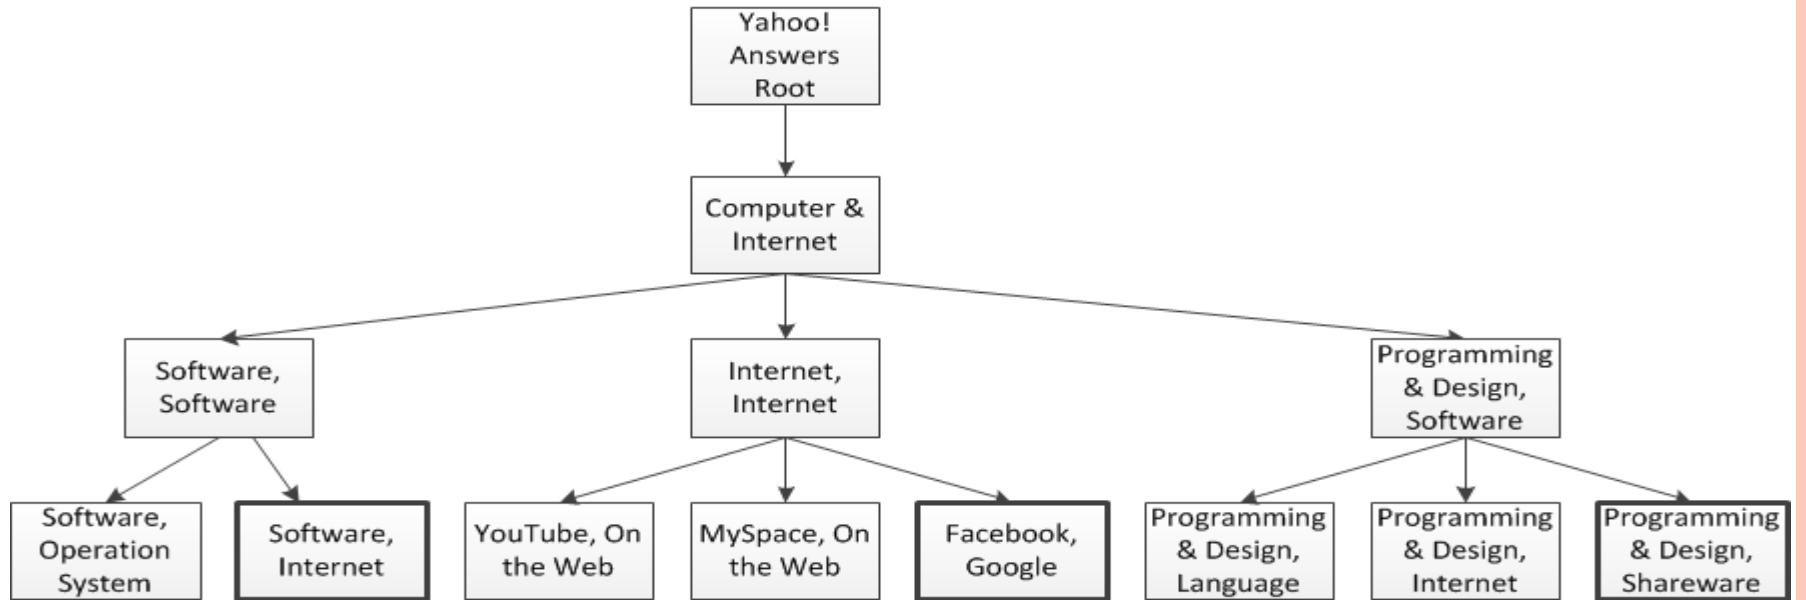 Yahoo!
Answers
Root
Computer &
Internet
Software,
Software
Internet,
Internet
Programming
& Design,
Software
Software,
Operation
System
Software,
Internet
YouTube, On
the Web
MySpace, On
the Web
Facebook,
Google
Programming
& Design,
Language
Programming
& Design,
Internet
Programming
& Design,
Shareware